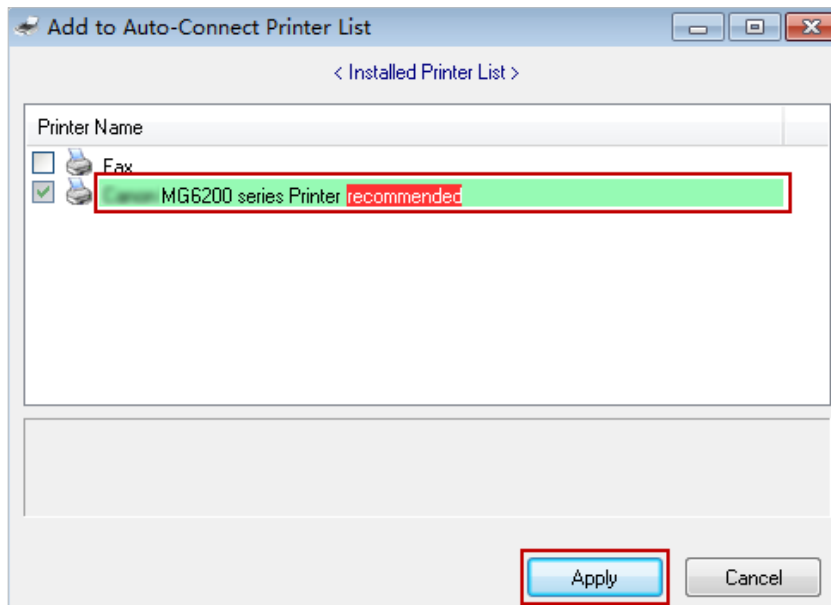 Add to Auto-Connect Printer List
< Installed Printer List >
Printer Name
Fax
MG6200 series Printer recommended
Apply Cancel